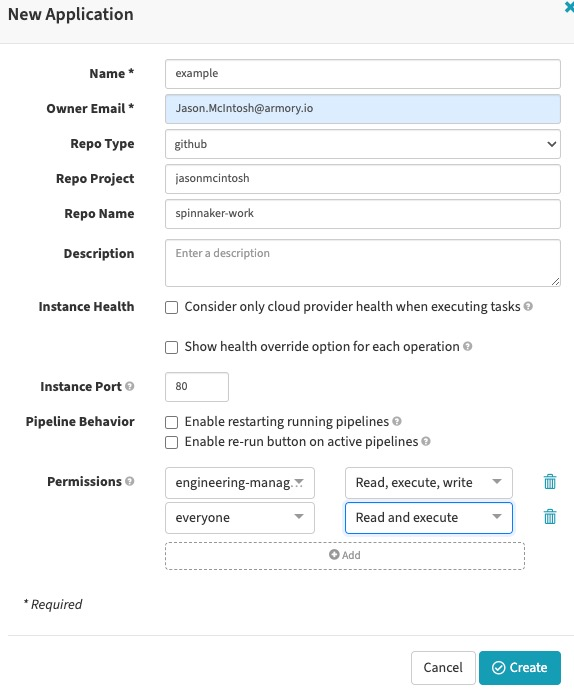 New Application
Name * example
Owner Email * Jason.McIntosh@armory.io
Repo Type github
Repo Project jasonmcintosh
Repo Name spinnaker-work
Description Enter a description
Instance Health Consider only cloud provider health when executing tasks
Show health override option for each operation
Instance Port 80
Pipeline Behavior Enable restarting running pipelines
Enable re-run button on active pipelines
Permissions engineering-manag... Read, execute, write
everyone Read and execute
Add
* Required
Cancel Create